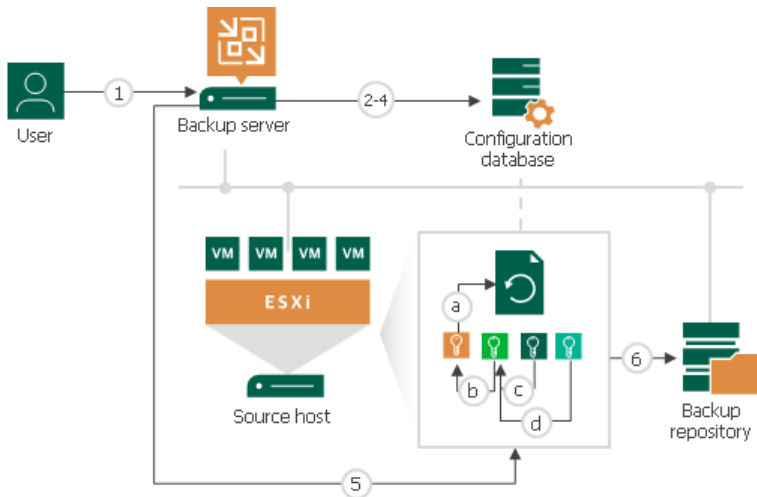 1
User
Backup server
2-4
Configuration
database
VM VM VM VM
ESXi
Source host
a
b
c
d
6
Backup
repository
5